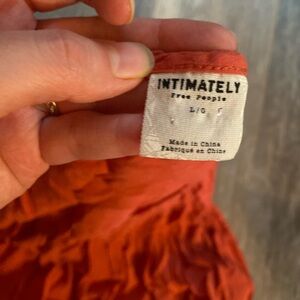 INTIMATELY
Free People
L/G
Made in China
Fabriqué en Chine